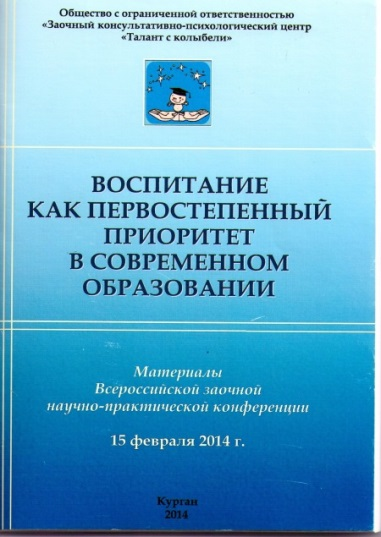 Общество с ограниченной ответственностью
«Заочный консультативно-психологический центр
«Талант с колыбели»
ВОСПИТАНИЕ
КАК ПЕРВОСТЕПЕННЫЙ
ПРИОРИТЕТ
В СОВРЕМЕННОМ
ОБРАЗОВАНИИ
Материалы
Всероссийской заочной
научно-практической конференции
15 февраля 2014 г.
Курган
2014